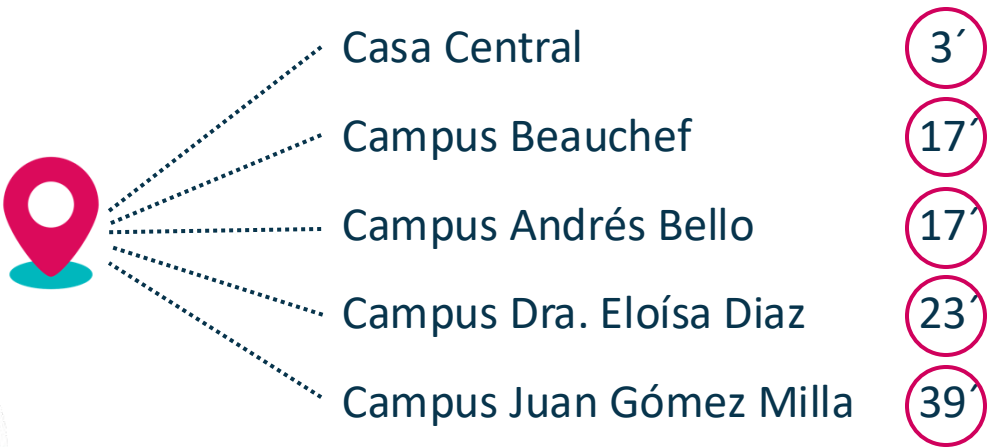 Casa Central 3´
Campus Beauchef 17´
Campus Andrés Bello 17´
Campus Dra. Eloísa Diaz 23´
Campus Juan Gómez Milla 39´